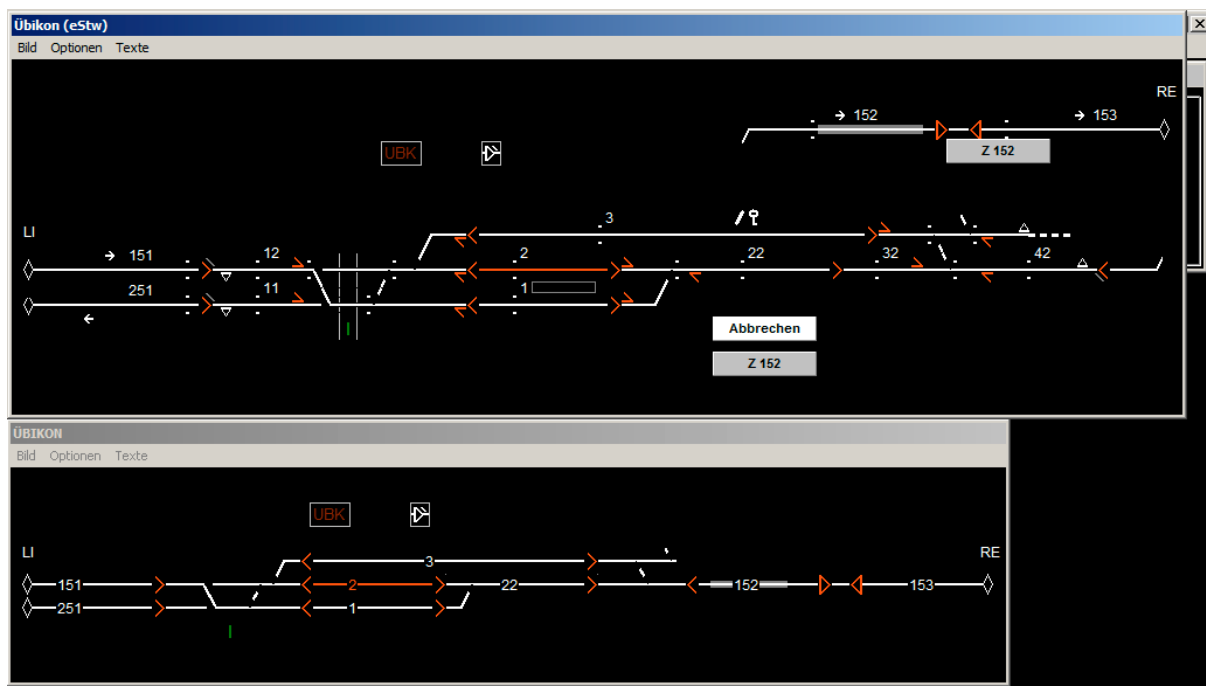 Übikon (eStw)
Bild Optionen Texte
RE
152 153
UBK
Z 152
3
LI
151 12 2 22 32 42
251 11 1
Abbrechen
Z 152
ÜBIKON
Bild Optionen Texte
UBK
LI RE
3
151 2 22 152 153
251 1